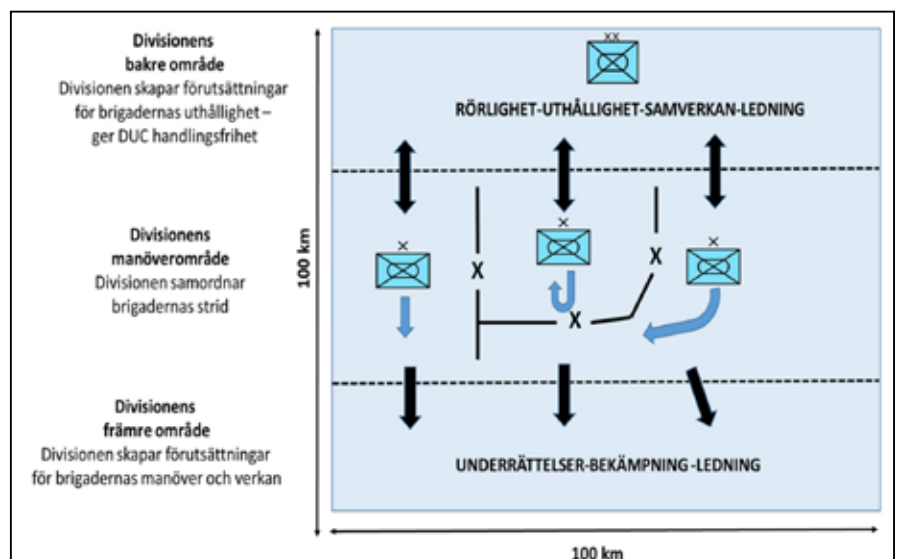 Divisionens
bakre område
Divisionen skapar förutsättningar
för brigadernas uthållighet –
ger DUC handlingsfrihet
XX
RÖRLIGHET-UTHÅLLIGHET-SAMVERKAN-LEDNING
Divisionens
manöverområde
Divisionen samordnar
brigadernas strid
100 km
X
X
X
X
X
X
Divisionens
främre område
Divisionen skapar förutsättningar
för brigadernas manöver och verkan
UNDERRÄTTELSER-BEKÄMPNING -LEDNING
100 km